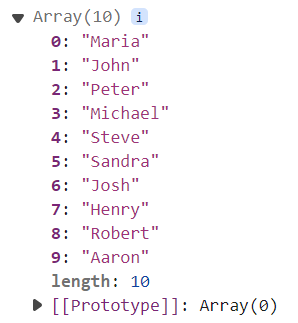 ▼ Array(10) i
0: "Maria"
1: "John"
2: "Peter"
3: "Michael"
4: "Steve"
5: "Sandra"
6: "Josh"
7: "Henry"
8: "Robert"
9: "Aaron"
length: 10
▶ [[Prototype]]: Array(0)